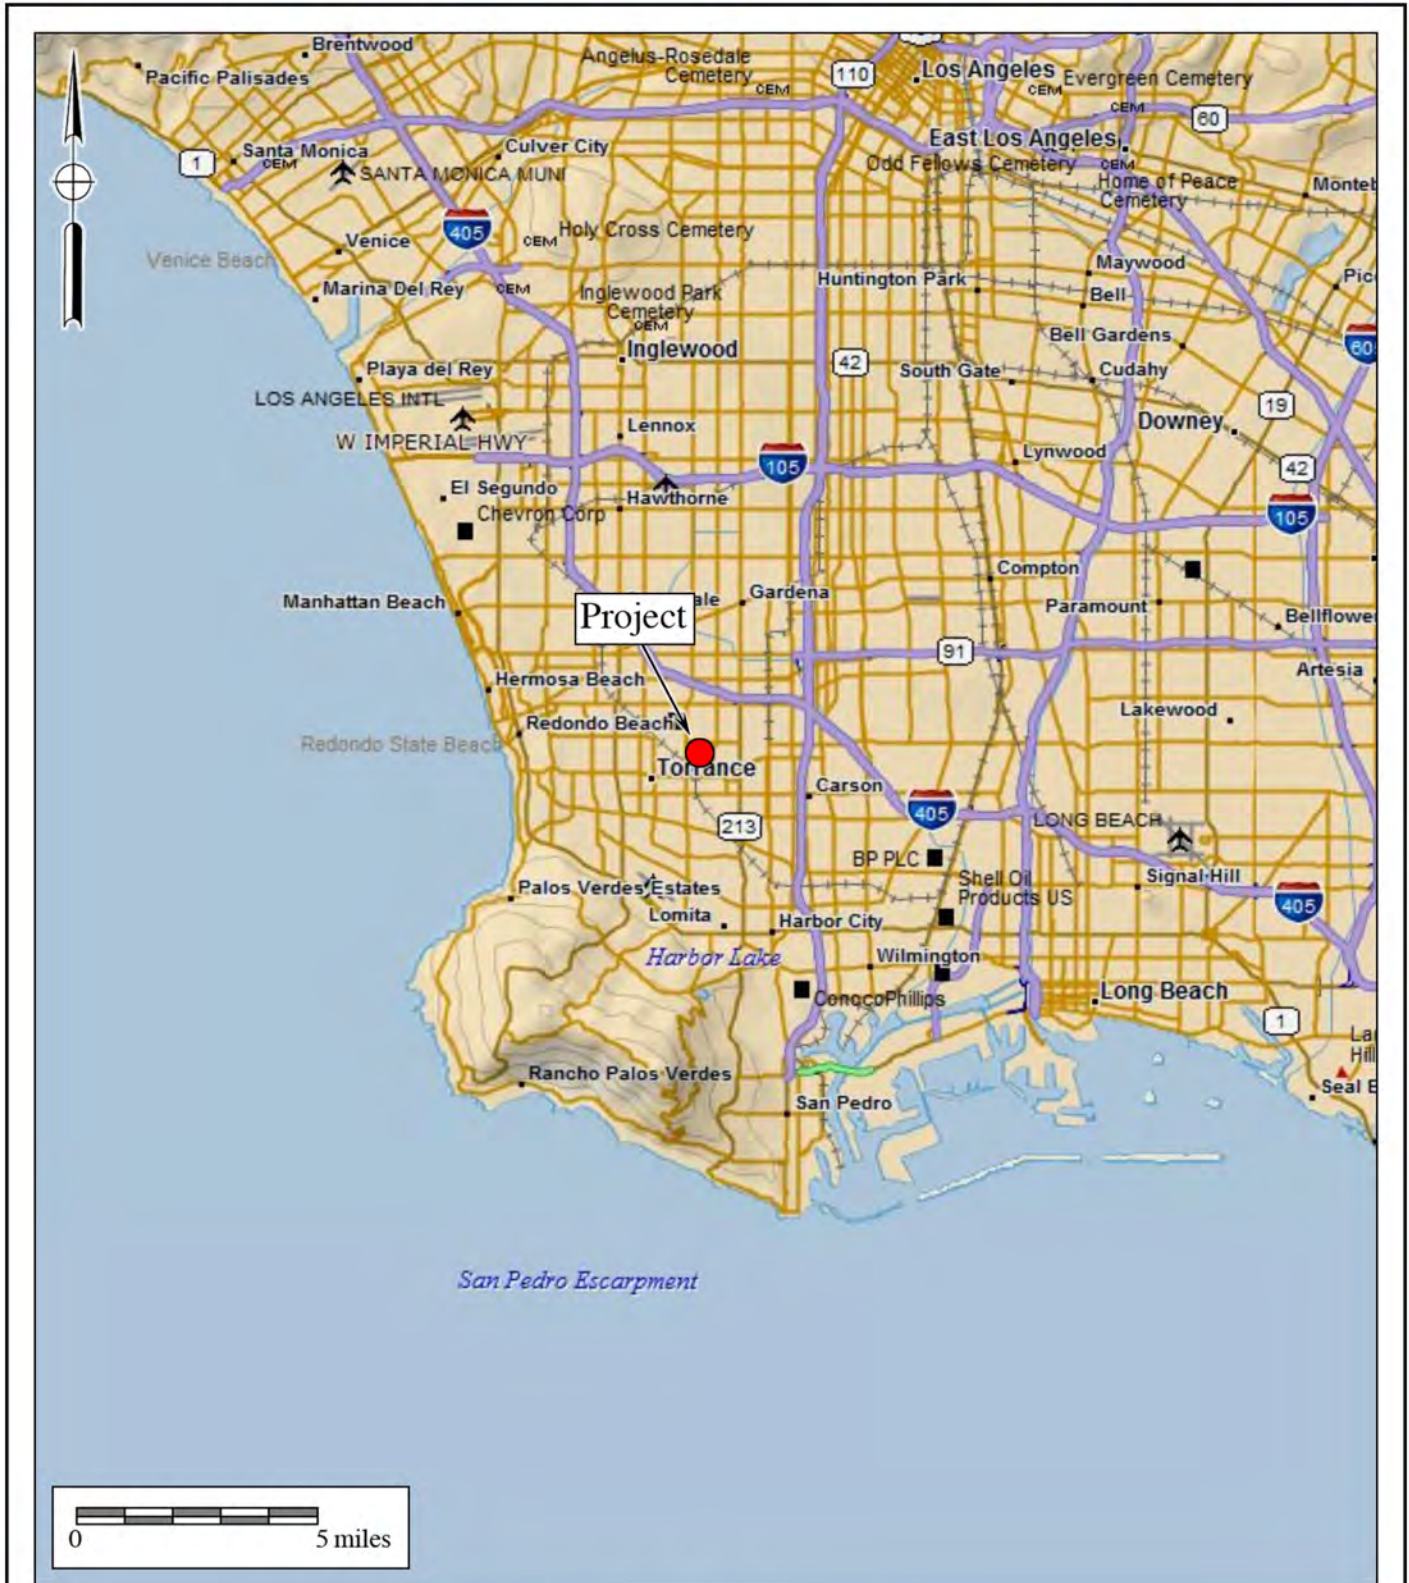 Brentwood
Pacific Palisades
Angelus-Rosedale
Cemetery
CEM
110
Los Angeles
Evergreen Cemetery
CEM
CEM
60
East Los Angeles
1
Santa Monica
CEM
SANTA MONICA MUNI
Culver City
Odd Fellows Cemetery
CEM
Home of Peace
Cemetery
Monteb
405
Venice
Venice Beach
CEM
Holy Cross Cemetery
Marina Del Rey
CEM
Inglewood Park
Cemetery
CEM
Huntington Park
Maywood
Bell
Pico
Inglewood
Bell Gardens
605
42
Playa del Rey
South Gate
Cudahy
LOS ANGELES INTL
19
W IMPERIAL HWY
Lennox
Downey
105
Lynwood
42
El Segundo
Hawthorne
Chevron Corp
105
Compton
Manhattan Beach
ale
Gardena
Paramount
Bellflowe
Project
91
Hermosa Beach
Artesia
Redondo Beach
Lakewood
Redondo State Beach
Torrance
Carson
405
213
LONG BEACH
BP PLC
Shell Oil
Products US
Signal Hill
405
Palos Verdes Estates
Lomita
Harbor City
Harbor Lake
Wilmington
ConocoPhillips
Long Beach
1
Hill
Rancho Palos Verdes
Seal B
San Pedro
San Pedro Escarpment
0
5 miles